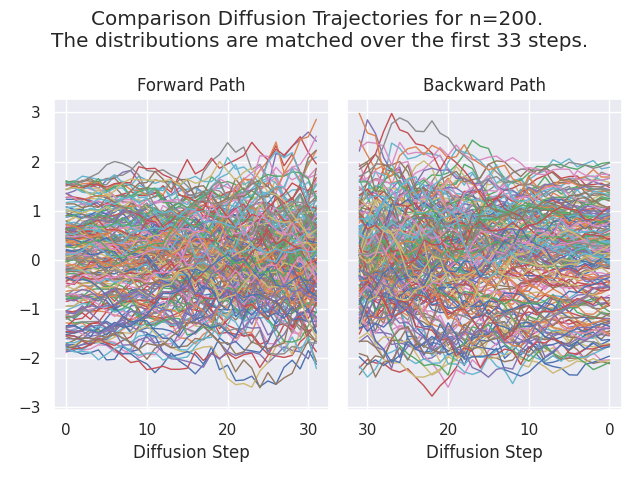 Comparison Diffusion Trajectories for n=200.
The distributions are matched over the first 33 steps.
Forward Path
Backward Path
3
2
1
0
−1
−2
−3
0 10 20 30
30 20 10 0
Diffusion Step
Diffusion Step